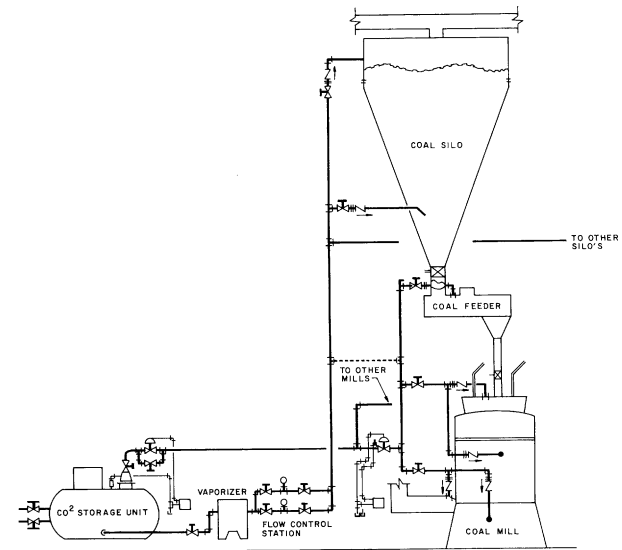 COAL SILO
TO OTHER
SILO'S
COAL FEEDER
TO OTHER
MILLS
VAPORIZER
CO² STORAGE UNIT
FLOW CONTROL
STATION
COAL MILL